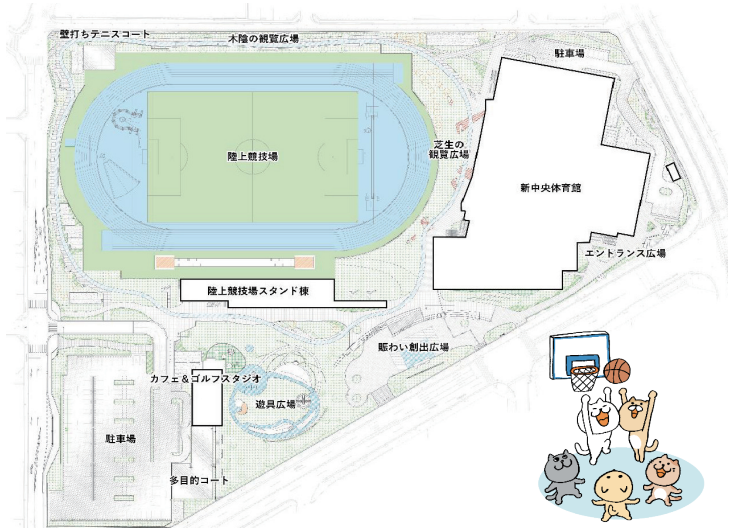 壁打ちテニスコート
木陰の観覧広場
駐車場
陸上競技場
芝生の
観覧広場
新中央体育館
エントランス広場
陸上競技場スタンド棟
賑わい創出広場
カフェ＆ゴルフスタジオ
遊具広場
駐車場
多目的コート